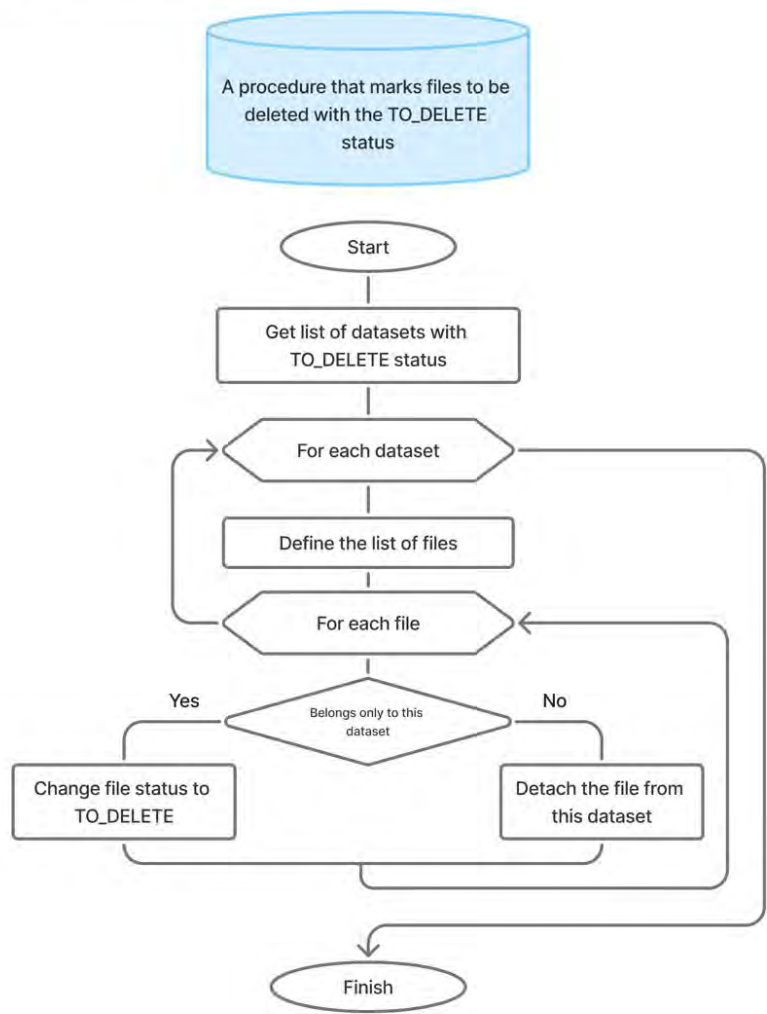 A procedure that marks files to be
deleted with the TO_DELETE
status
Start
Get list of datasets with
TO_DELETE status
For each dataset
Define the list of files
For each file
Belongs only to this
dataset
Yes
No
Change file status to
TO_DELETE
Detach the file from
this dataset
Finish